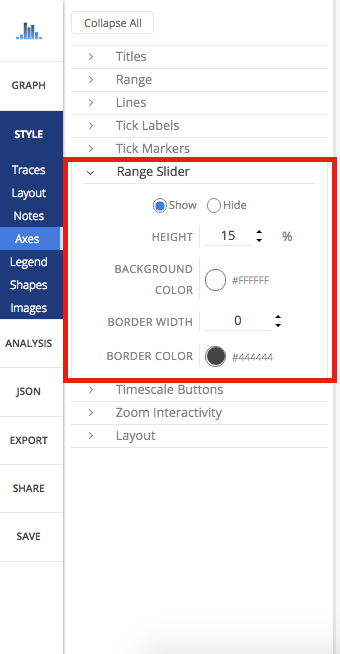 Collapse All
GRAPH
STYLE
Traces
Layout
Notes
Axes
Legend
Shapes
Images
ANALYSIS
JSON
EXPORT
SHARE
SAVE
Titles
Range
Lines
Tick Labels
Tick Markers
Range Slider
Show Hide
HEIGHT 15 %
BACKGROUND
COLOR #FFFFFF
BORDER WIDTH 0
BORDER COLOR #444444
Timescale Buttons
Zoom Interactivity
Layout